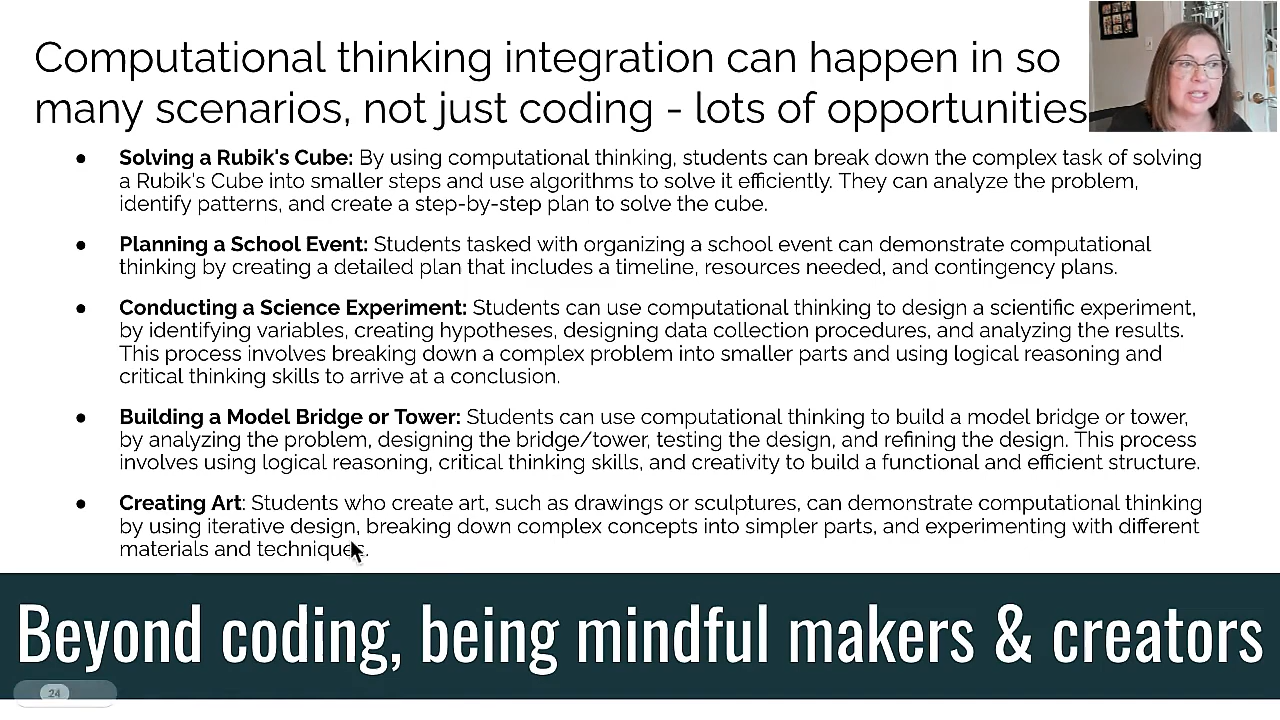 Computational thinking integration can happen in so
many scenarios, not just coding - lots of opportunities
● Solving a Rubik's Cube: By using computational thinking, students can break down the complex task of solving
a Rubik's Cube into smaller steps and use algorithms to solve it efficiently. They can analyze the problem,
identify patterns, and create a step-by-step plan to solve the cube.
● Planning a School Event: Students tasked with organizing a school event can demonstrate computational
thinking by creating a detailed plan that includes a timeline, resources needed, and contingency plans.
● Conducting a Science Experiment: Students can use computational thinking to design a scientific experiment,
by identifying variables, creating hypotheses, designing data collection procedures, and analyzing the results.
This process involves breaking down a complex problem into smaller parts and using logical reasoning and
critical thinking skills to arrive at a conclusion.
● Building a Model Bridge or Tower: Students can use computational thinking to build a model bridge or tower,
by analyzing the problem, designing the bridge/tower, testing the design, and refining the design. This process
involves using logical reasoning, critical thinking skills, and creativity to build a functional and efficient structure.
● Creating Art: Students who create art, such as drawings or sculptures, can demonstrate computational thinking
by using iterative design, breaking down complex concepts into simpler parts, and experimenting with different
materials and techniques.
Beyond coding, being mindful makers & creators
24